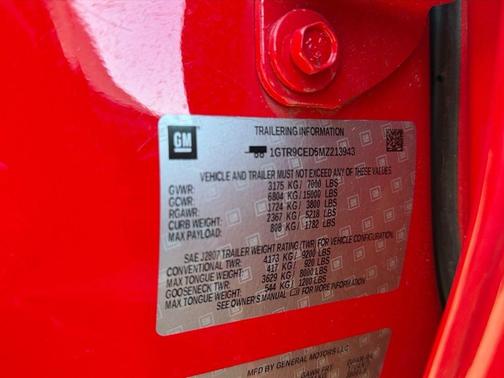 GM
TRAILERING INFORMATION
1GTR9CED5MZ213943
VEHICLE AND TRAILER MUST NOT EXCEED ANY OF THESE VALUES
GVWR: 3175 KG/ 7000 LBS
GCWR: 6804 KG/15000 LBS
RGAWR: 1724 KG/ 3800 LBS
CURB WEIGHT: 2367 KG/ 5218 LBS
MAX PAYLOAD: 808 KG/ 1782 LBS
SAE J2807 TRAILER WEIGHT RATING (TWR) FOR VEHICLE CONFIGURATION.
CONVENTIONAL TWR: 4173 KG/ 9200 LBS
MAX TONGUE WEIGHT: 417 KG/ 920 LBS
GOOSENECK TWR: 3629 KG/ 8000 LBS
MAX TONGUE WEIGHT: 544 KG/ 1200 LBS
SEE OWNER'S MANUAL FOR MORE INFORMATION
MFD BY GENERAL MOTORS LLC
GAWR FRT